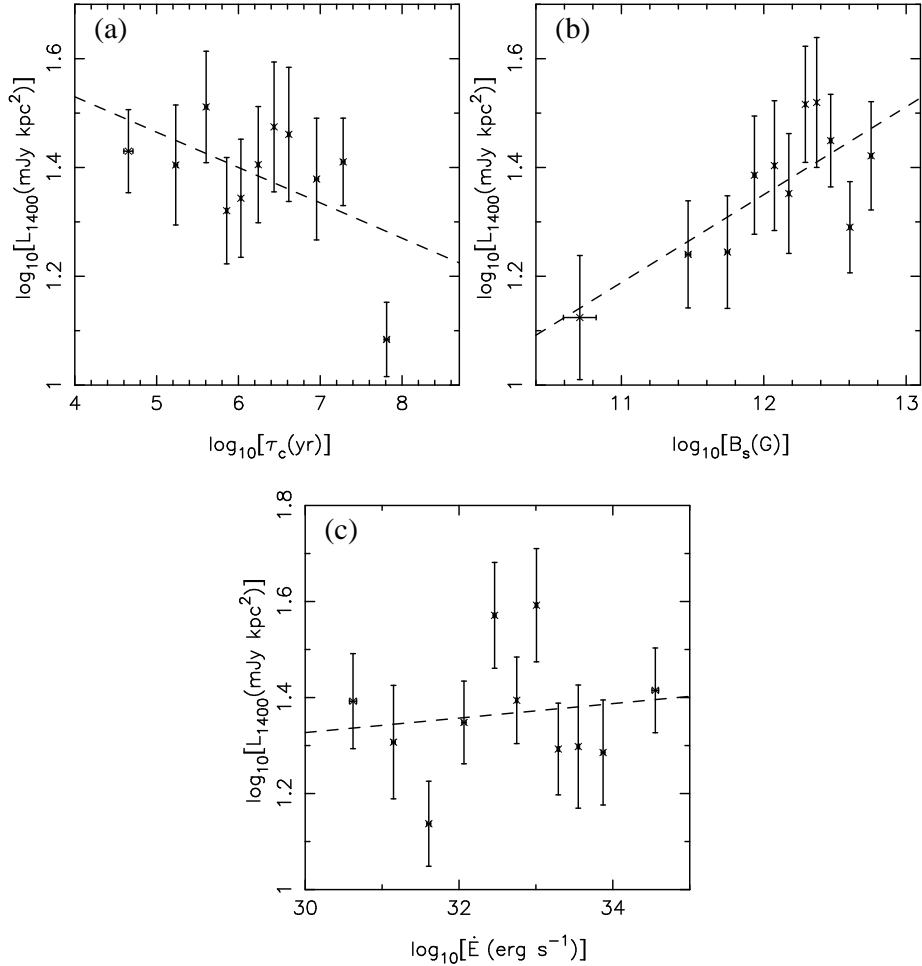 (a)
log₁₀[L₁₄₀₀(mJy kpc²)]
1.6
1.4
1.2
1
4 5 6 7 8
log₁₀[τ_c(yr)]
(b)
log₁₀[L₁₄₀₀(mJy kpc²)]
1.6
1.4
1.2
1
11 12 13
log₁₀[B_s(G)]
(c)
log₁₀[L₁₄₀₀(mJy kpc²)]
1.8
1.6
1.4
1.2
1
30 32 34
log₁₀[Ė (erg s⁻¹)]